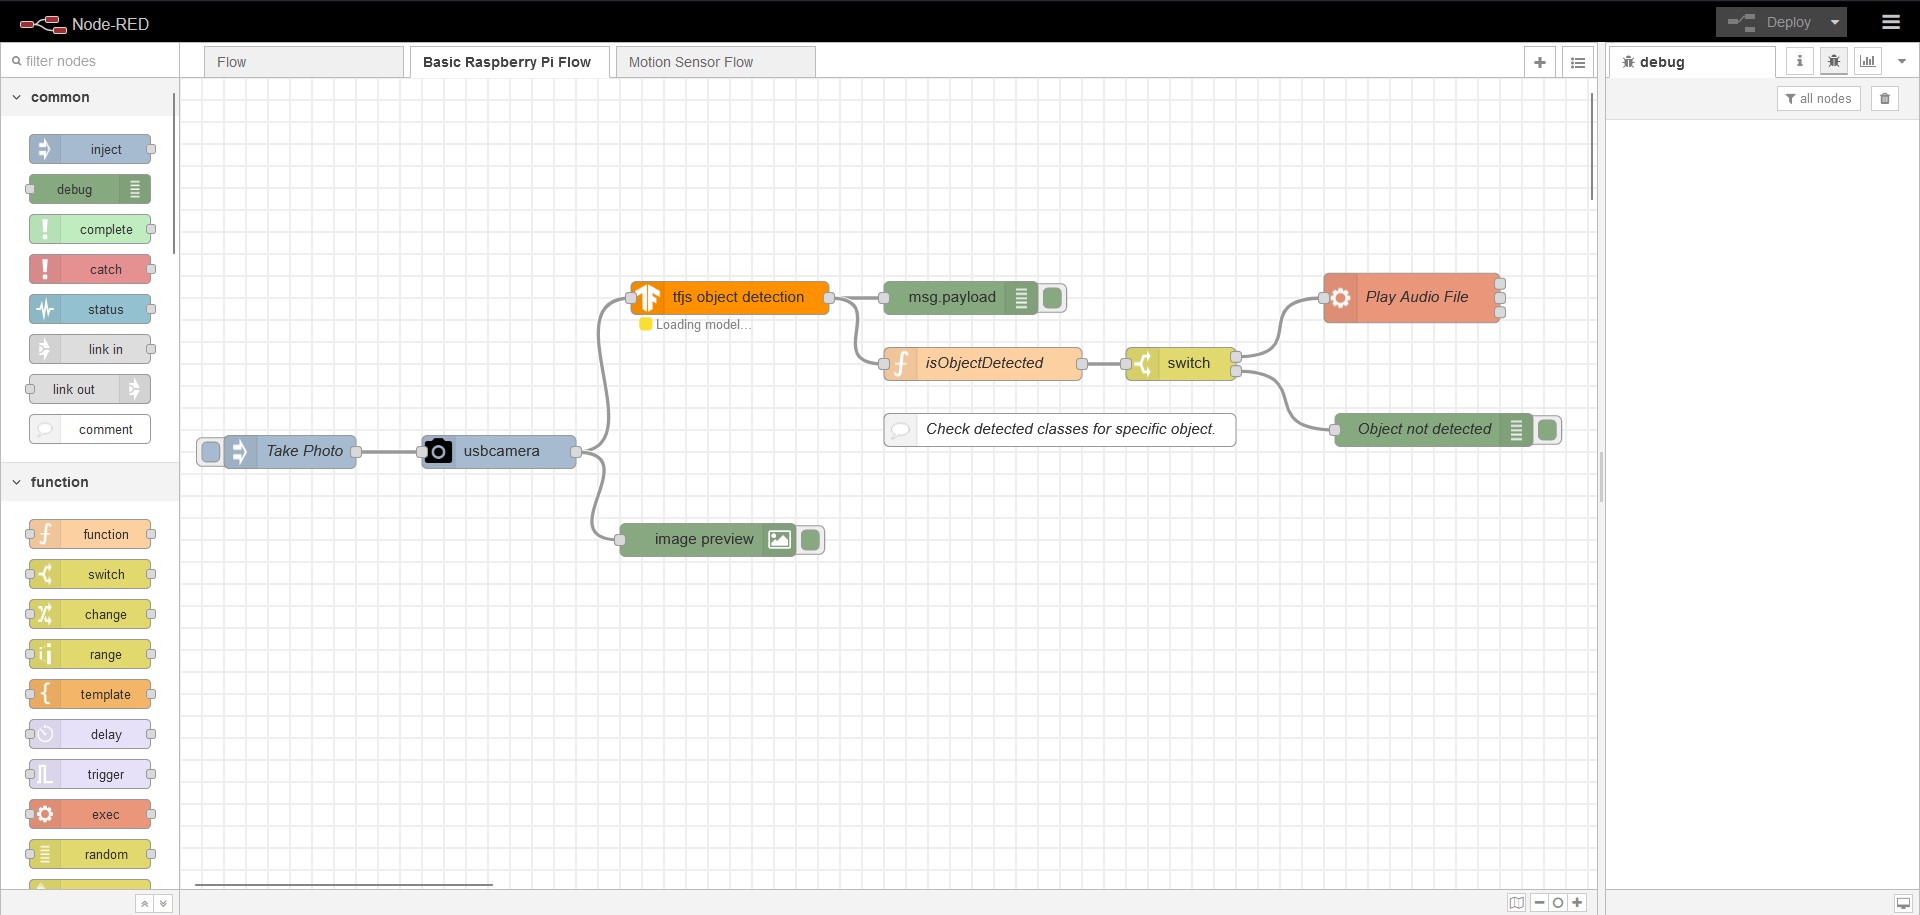 Node-RED
Deploy
filter nodes
Flow
Basic Raspberry Pi Flow
Motion Sensor Flow
debug
all nodes
common
inject
debug
complete
catch
status
link in
link out
comment
function
function
switch
change
range
template
delay
trigger
exec
random
Take Photo
usbcamera
tfjs object detection
Loading model...
msg.payload
isObjectDetected
switch
Play Audio File
Check detected classes for specific object.
Object not detected
image preview